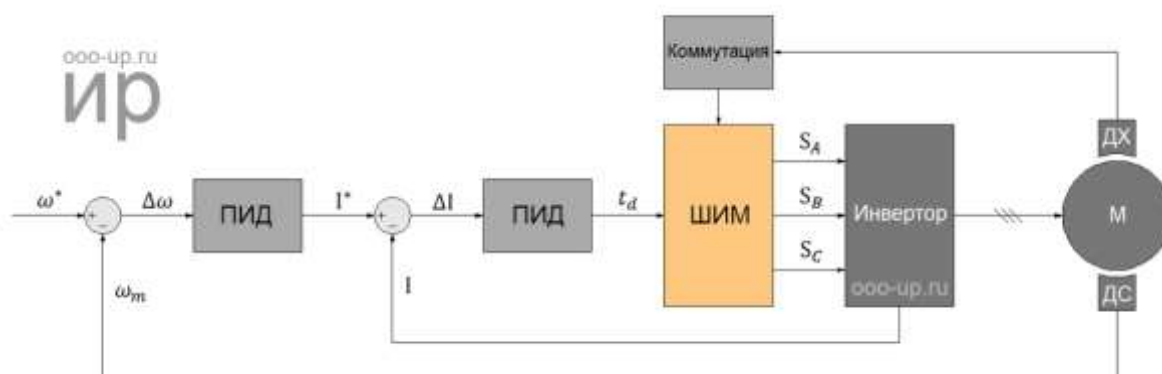 ooo-up.ru
ир
Коммутация
ДХ
ω* Δω ПИД I* ΔI ПИД t_d ШИМ S_A S_B S_C Инвертор М
+
−
+
−
ω_m
I
ooo-up.ru
ДС